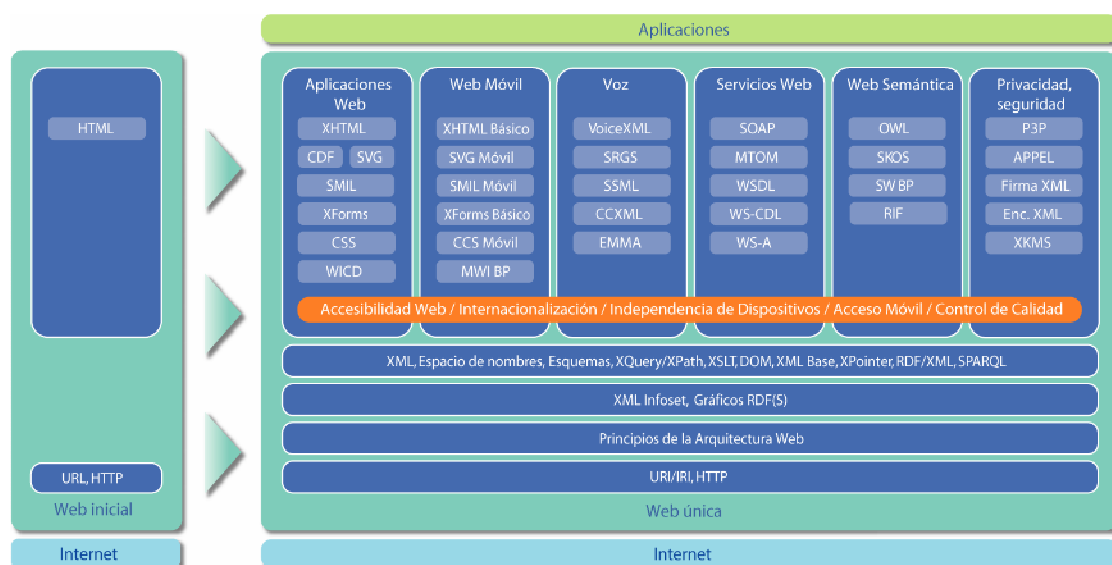 Aplicaciones
HTML
URL, HTTP
Web inicial
Internet
Aplicaciones
Web
XHTML
CDF SVG
SMIL
XForms
CSS
WICD
Web Móvil
XHTML Básico
SVG Móvil
SMIL Móvil
XForms Básico
CCS Móvil
MWI BP
Voz
VoiceXML
SRGS
SSML
CCXML
EMMA
Servicios Web
SOAP
MTOM
WSDL
WS-CDL
WS-A
Web Semántica
OWL
SKOS
SW BP
RIF
Privacidad,
seguridad
P3P
APPEL
Firma XML
Enc. XML
XKMS
Accesibilidad Web / Internacionalización / Independencia de Dispositivos / Acceso Móvil / Control de Calidad
XML, Espacio de nombres, Esquemas, XQuery/XPath, XSLT, DOM, XML Base, XPointer, RDF/XML, SPARQL
XML Infoset, Gráficos RDF(S)
Principios de la Arquitectura Web
URI/IRI, HTTP
Web única
Internet